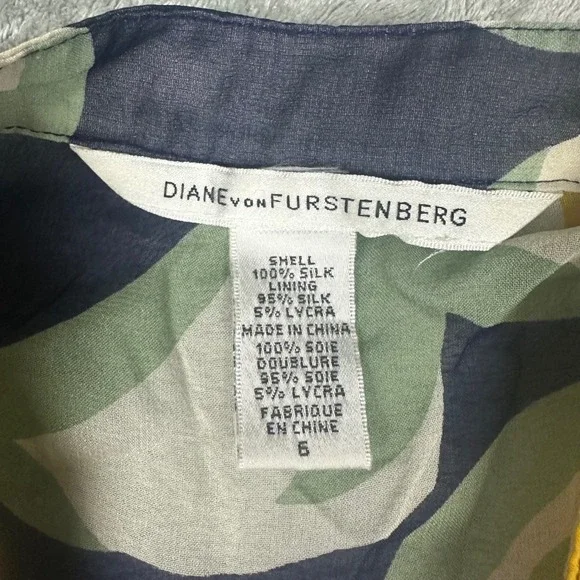 DIANE VON FURSTENBERG
SHELL
100% SILK
LINING
95% SILK
5% LYCRA
MADE IN CHINA
100% SOIE
DOUBLURE
95% SOIE
5% LYCRA
FABRIQUE
EN CHINE
6